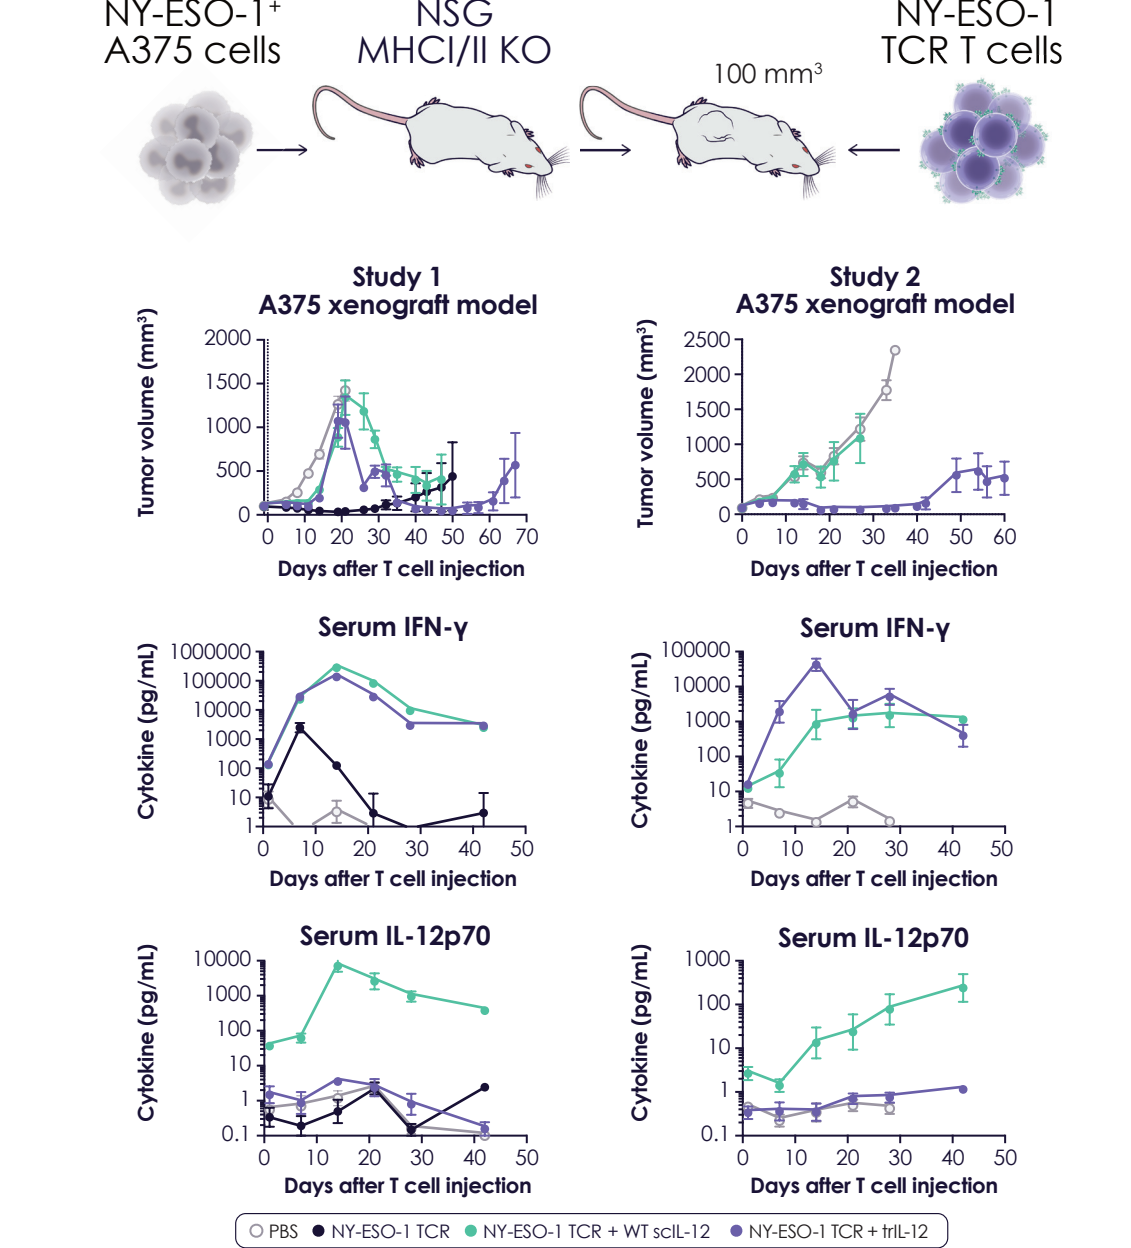 NY-ESO-1⁺
A375 cells
NSG
MHCI/II KO
100 mm³
NY-ESO-1
TCR T cells
Study 1
A375 xenograft model
Tumor volume (mm³)
2000
1500
1000
500
0
0 10 20 30 40 50 60 70
Days after T cell injection
Study 2
A375 xenograft model
Tumor volume (mm³)
2500
2000
1500
1000
500
0
0 10 20 30 40 50 60
Days after T cell injection
Serum IFN-γ
Cytokine (pg/mL)
1000000
100000
10000
1000
100
10
1
0 10 20 30 40 50
Days after T cell injection
Serum IFN-γ
Cytokine (pg/mL)
100000
10000
1000
100
10
1
0 10 20 30 40 50
Days after T cell injection
Serum IL-12p70
Cytokine (pg/mL)
10000
1000
100
10
1
0.1
0 10 20 30 40 50
Days after T cell injection
Serum IL-12p70
Cytokine (pg/mL)
1000
100
10
1
0.1
0 10 20 30 40 50
Days after T cell injection
PBS NY-ESO-1 TCR NY-ESO-1 TCR + WT scIL-12 NY-ESO-1 TCR + trIL-12